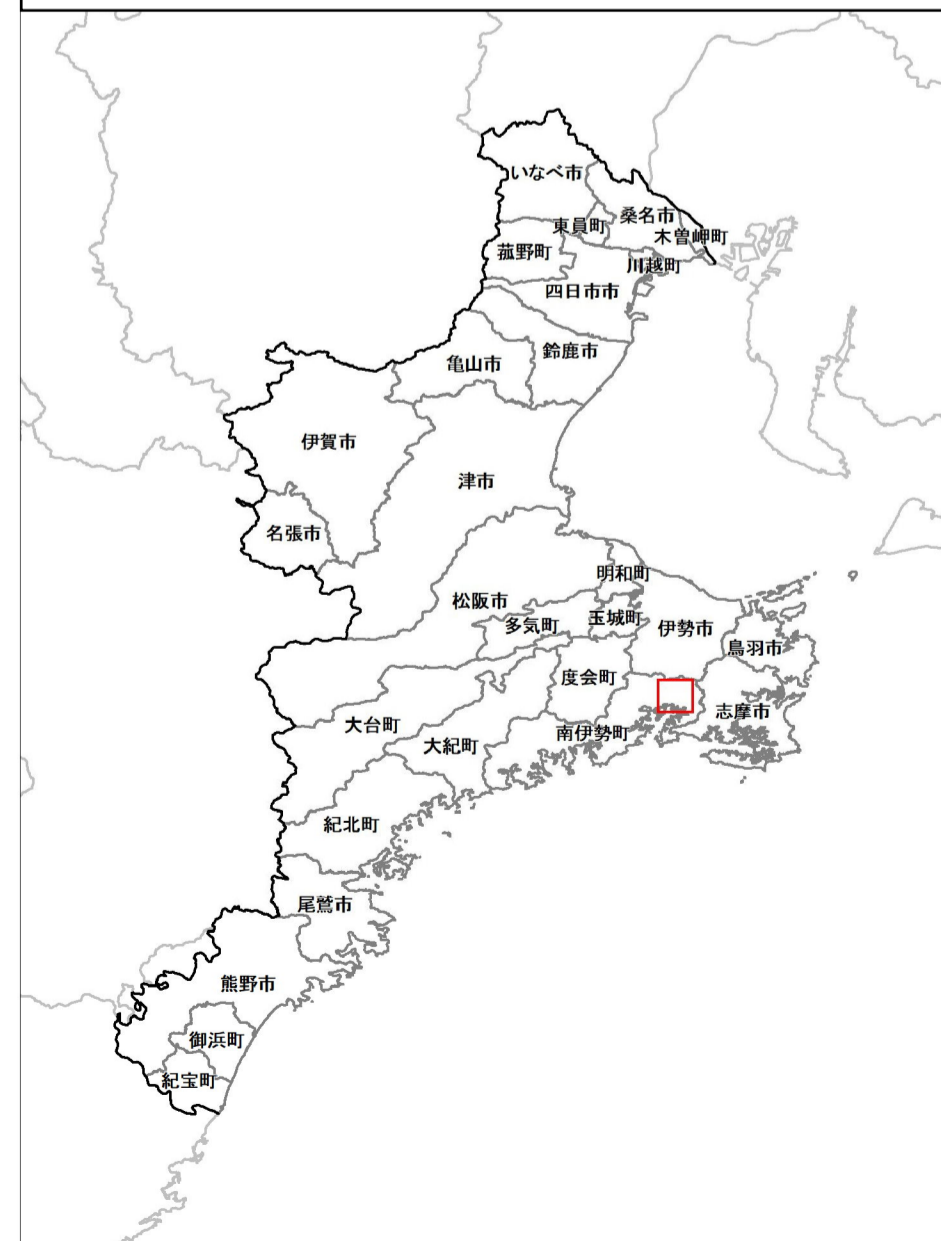 いなべ市
桑名市
東員町
木曽岬町
菰野町
川越町
四日市市
鈴鹿市
亀山市
伊賀市
津市
名張市
明和町
松阪市
玉城町
多気町
伊勢市
鳥羽市
度会町
志摩市
大台町
南伊勢町
大紀町
紀北町
尾鷲市
熊野市
御浜町
紀宝町